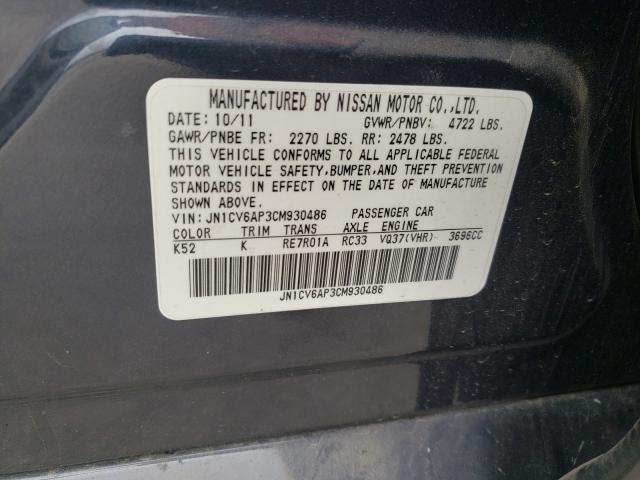 MANUFACTURED BY NISSAN MOTOR CO.,LTD.
DATE: 10/11 GVWR/PNBV: 4722 LBS.
GAWR/PNBE FR: 2270 LBS. RR: 2478 LBS.
THIS VEHICLE CONFORMS TO ALL APPLICABLE FEDERAL
MOTOR VEHICLE SAFETY,BUMPER,AND THEFT PREVENTION
STANDARDS IN EFFECT ON THE DATE OF MANUFACTURE
SHOWN ABOVE.
VIN: JN1CV6AP3CM930486 PASSENGER CAR
COLOR TRIM TRANS AXLE ENGINE
K52 K RE7R01A RC33 VQ37(VHR) 3696CC
JN1CV6AP3CM930486